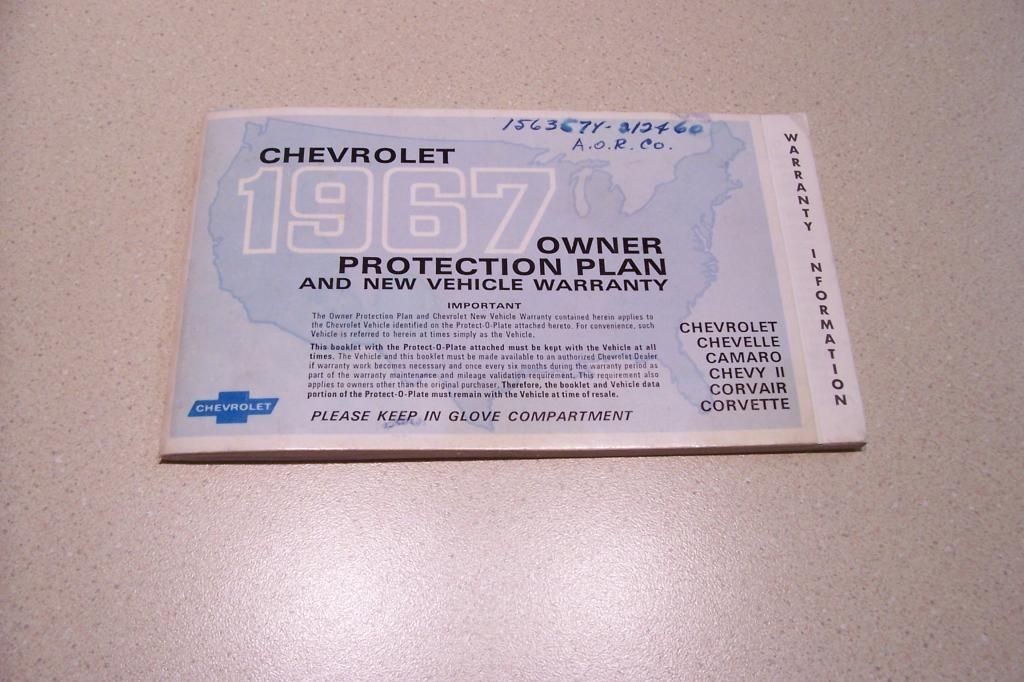 156367Y-212460
A.O.R. CO.
CHEVROLET
1967
OWNER
PROTECTION PLAN
AND NEW VEHICLE WARRANTY
IMPORTANT
The Owner Protection Plan and Chevrolet New Vehicle Warranty contained herein applies to
the Chevrolet Vehicle identified on the Protect-O-Plate attached hereto. For convenience, such
Vehicle is referred to herein at times simply as the Vehicle.
This booklet with the Protect-O-Plate attached must be kept with the Vehicle at all
times. The Vehicle and this booklet must be made available to an authorized Chevrolet Dealer
if warranty work becomes necessary and once every six months during the warranty period as
part of the warranty maintenance and mileage validation requirement. This requirement also
applies to owners other than the original purchaser. Therefore, the booklet and Vehicle data
portion of the Protect-O-Plate must remain with the Vehicle at time of resale.
PLEASE KEEP IN GLOVE COMPARTMENT
CHEVROLET
CHEVROLET
CHEVELLE
CAMARO
CHEVY II
CORVAIR
CORVETTE
WARRANTY INFORMATION